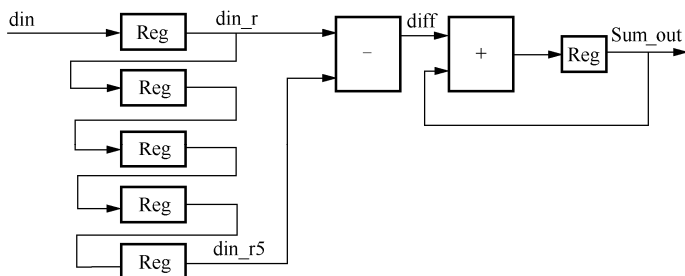 din
Reg
din_r
diff
Sum_out
−
+
Reg
Reg
Reg
Reg
Reg
din_r5